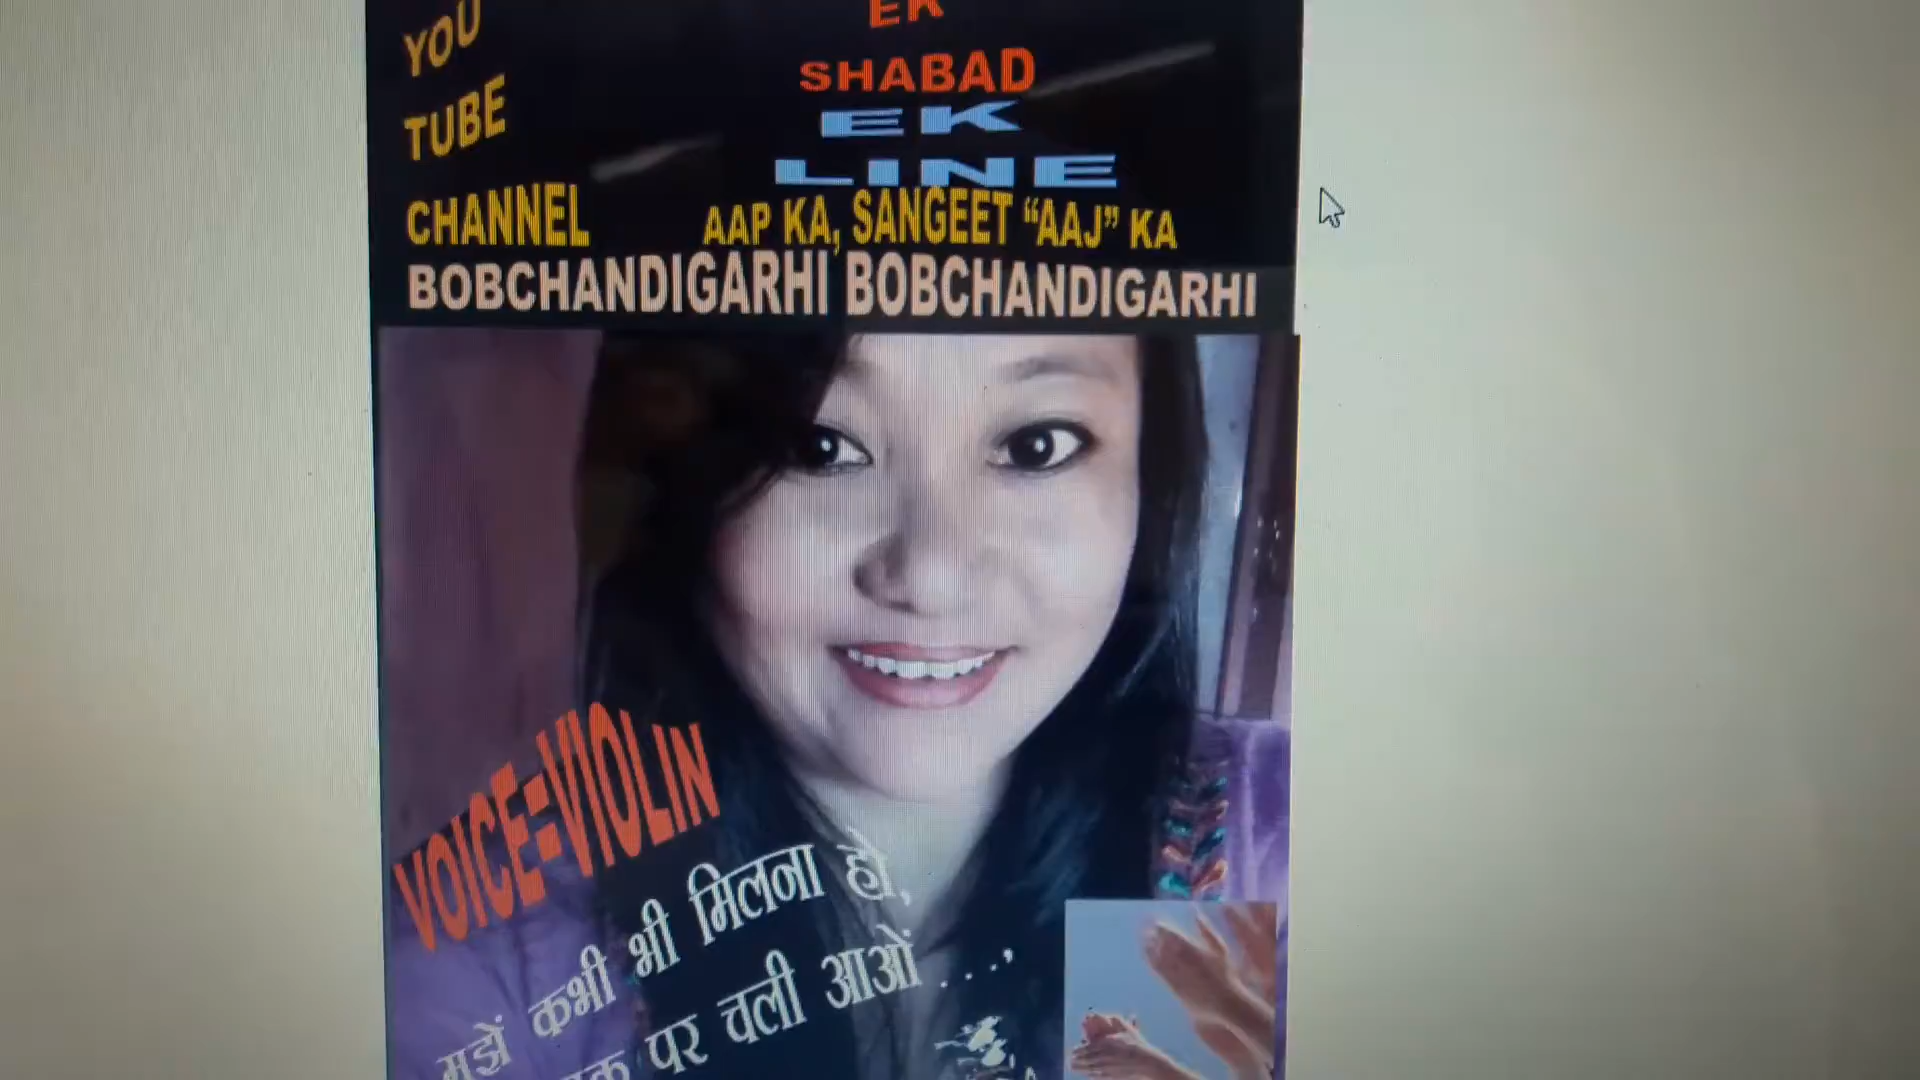 YOU
TUBE
CHANNEL
BOBCHANDIGARHI
EK
SHABAD
EK
LINE
AAP KA, SANGEET “AAJ” KA
BOBCHANDIGARHI
VOICE=VIOLIN
मुझें कभी भी मिलना हो,
पर चली आओं ....,